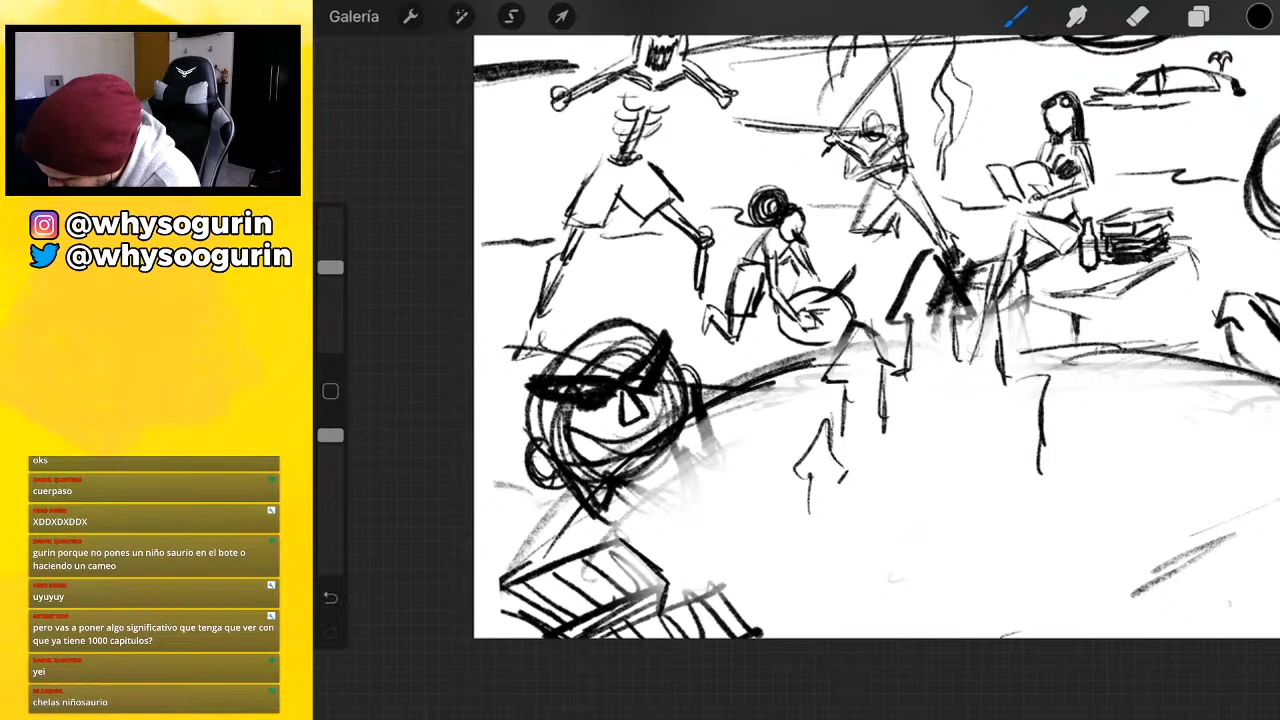 Galería
@whysogurin
@whysoogurin
oks
cuerpaso
XDDXDXDDX
gurin porque no pones un niño saurio en el bote o
haciendo un cameo
uyuyuy
pero vas a poner algo significativo que tenga que ver con
que ya tiene 1000 capítulos?
yei
chelas niñosaurio